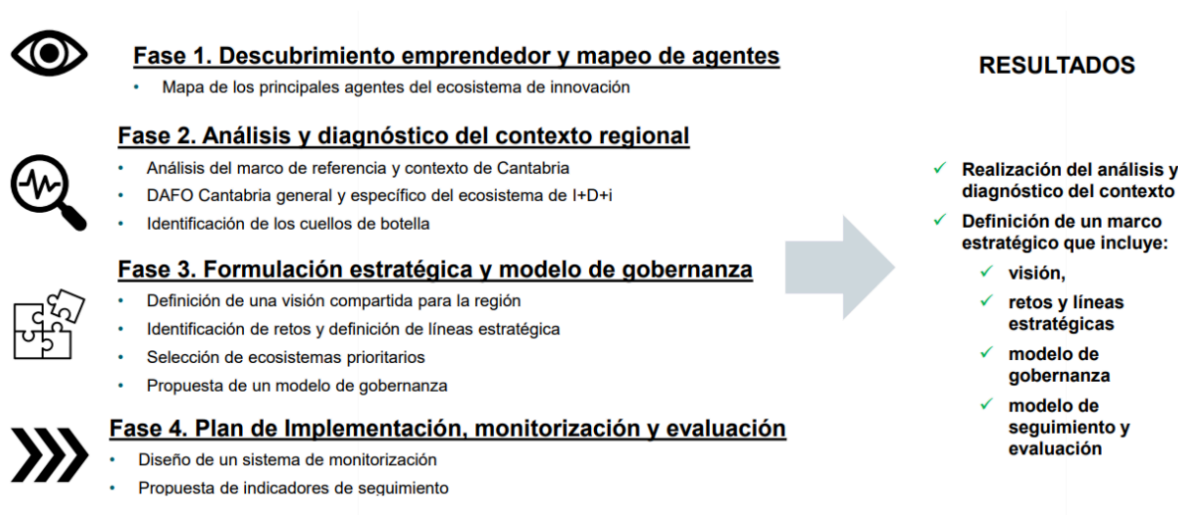 Fase 1. Descubrimiento emprendedor y mapeo de agentes
• Mapa de los principales agentes del ecosistema de innovación
Fase 2. Análisis y diagnóstico del contexto regional
• Análisis del marco de referencia y contexto de Cantabria
• DAFO Cantabria general y específico del ecosistema de I+D+i
• Identificación de los cuellos de botella
Fase 3. Formulación estratégica y modelo de gobernanza
• Definición de una visión compartida para la región
• Identificación de retos y definición de líneas estratégica
• Selección de ecosistemas prioritarios
• Propuesta de un modelo de gobernanza
Fase 4. Plan de Implementación, monitorización y evaluación
• Diseño de un sistema de monitorización
• Propuesta de indicadores de seguimiento
RESULTADOS
✓ Realización del análisis y
diagnóstico del contexto
✓ Definición de un marco
estratégico que incluye:
✓ visión,
✓ retos y líneas
estratégicas
✓ modelo de
gobernanza
✓ modelo de
seguimiento y
evaluación